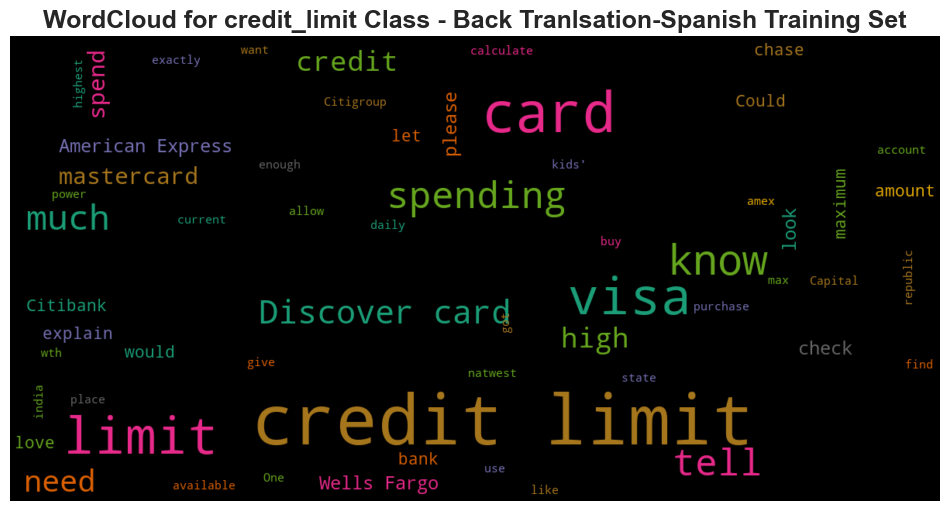 WordCloud for credit_limit Class - Back Tranlsation-Spanish Training Set
want
calculate
chase
exactly
credit
highest
spend
Citigroup
please
card
Could
let
American Express
enough
kids'
account
mastercard
power
spending
amex
maximum
amount
much
current
allow
daily
look
buy
know
max
Capital
republic
Citibank
Discover card
got
visa
purchase
explain
high
wth
would
give
check
find
natwest
state
india
place
credit limit
love
limit
bank
tell
need
available
One
Wells Fargo
use
like